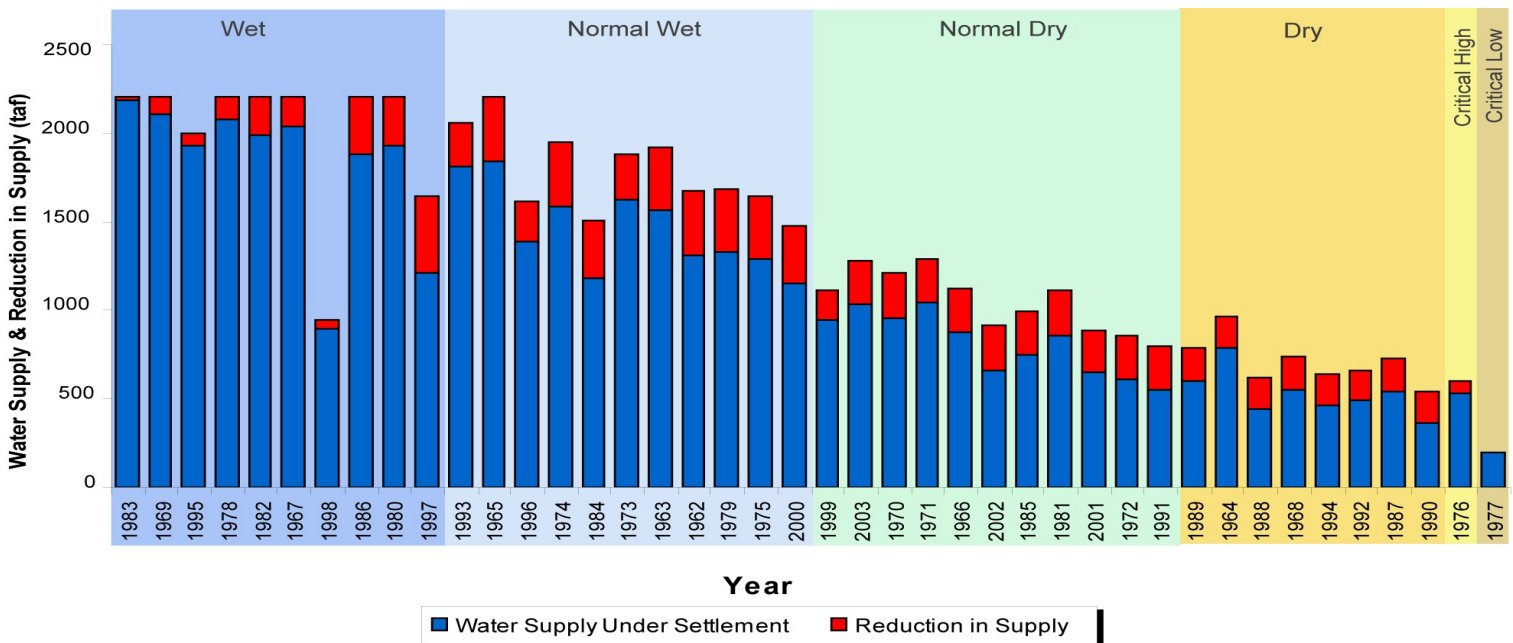 Wet
Normal Wet
Normal Dry
Dry
Critical High
Critical Low
Water Supply & Reduction in Supply (taf)
2500
2000
1500
1000
500
0
1983 1969 1995 1978 1982 1967 1998 1986 1980 1997 1993 1965 1996 1974 1984 1973 1963 1962 1979 1975 2000 1999 2003 1970 1971 1966 2002 1985 1981 2001 1972 1991 1989 1964 1988 1968 1994 1992 1987 1990 1976 1977
Year
Water Supply Under Settlement
Reduction in Supply